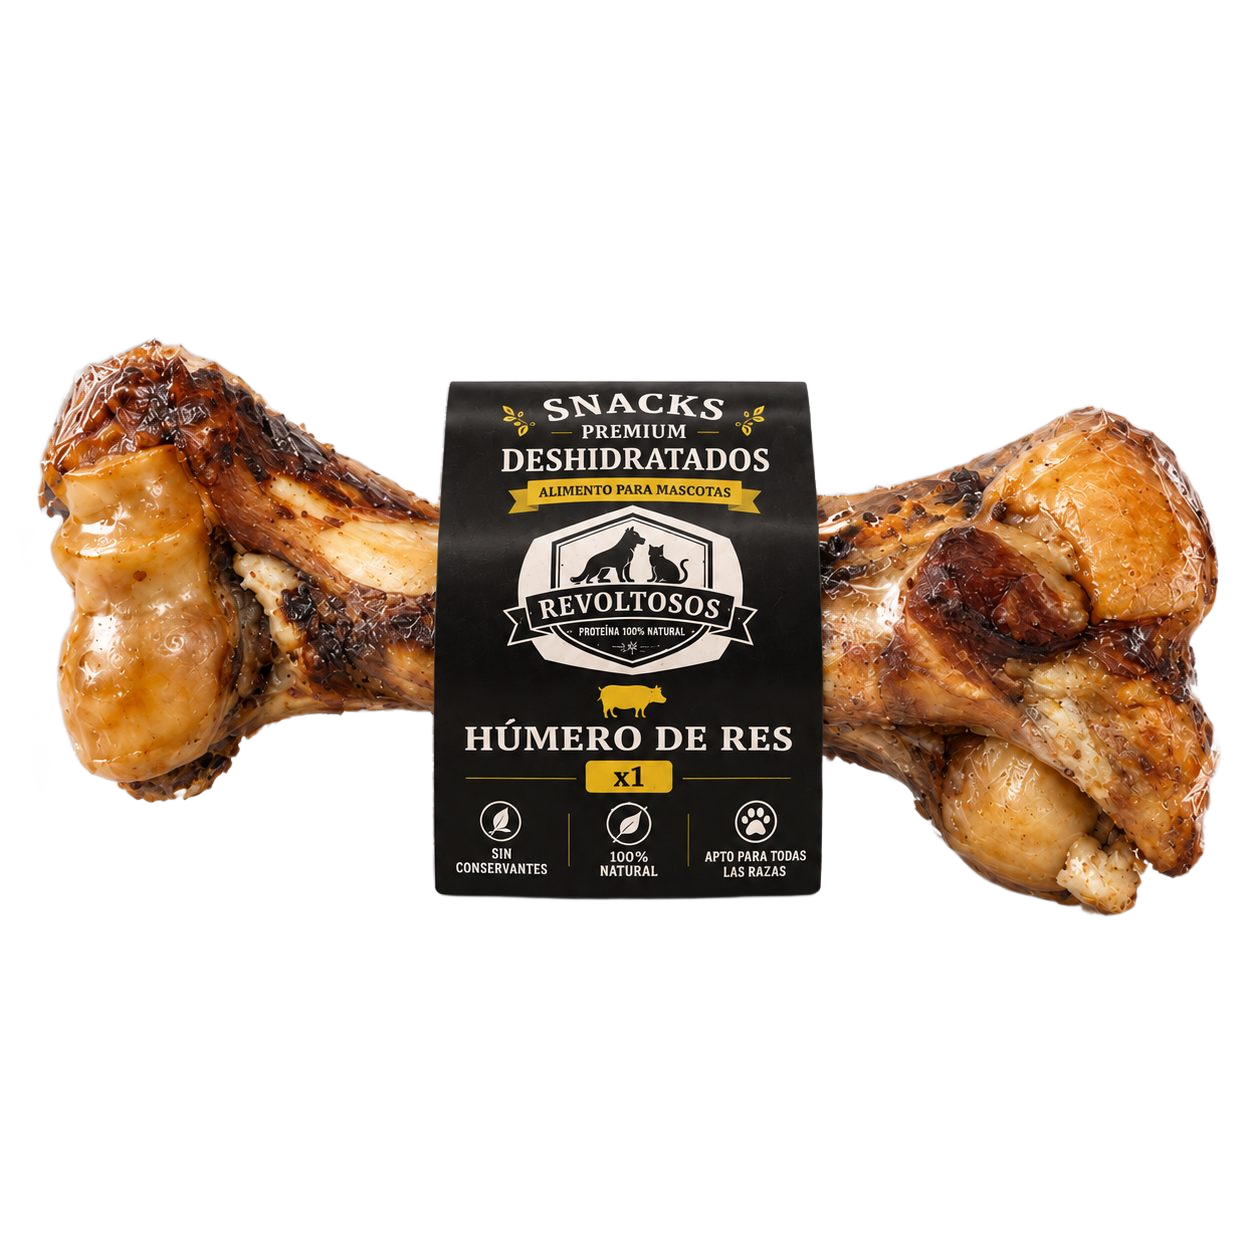 SNACKS
PREMIUM
DESHIDRATADOS
ALIMENTO PARA MASCOTAS
REVOLTOSOS
PROTEÍNA 100% NATURAL
HÚMERO DE RES
x1
SIN
CONSERVANTES
100%
NATURAL
APTO PARA TODAS
LAS RAZAS